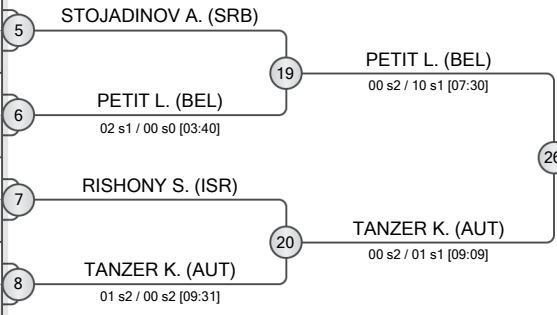 STOJADINOV A. (SRB)
5
19
PETIT L. (BEL)
00 s2 / 10 s1 [07:30]
PETIT L. (BEL)
6
02 s1 / 00 s0 [03:40]
26
RISHONY S. (ISR)
7
20
TANZER K. (AUT)
00 s2 / 01 s1 [09:09]
TANZER K. (AUT)
8
01 s2 / 00 s2 [09:31]